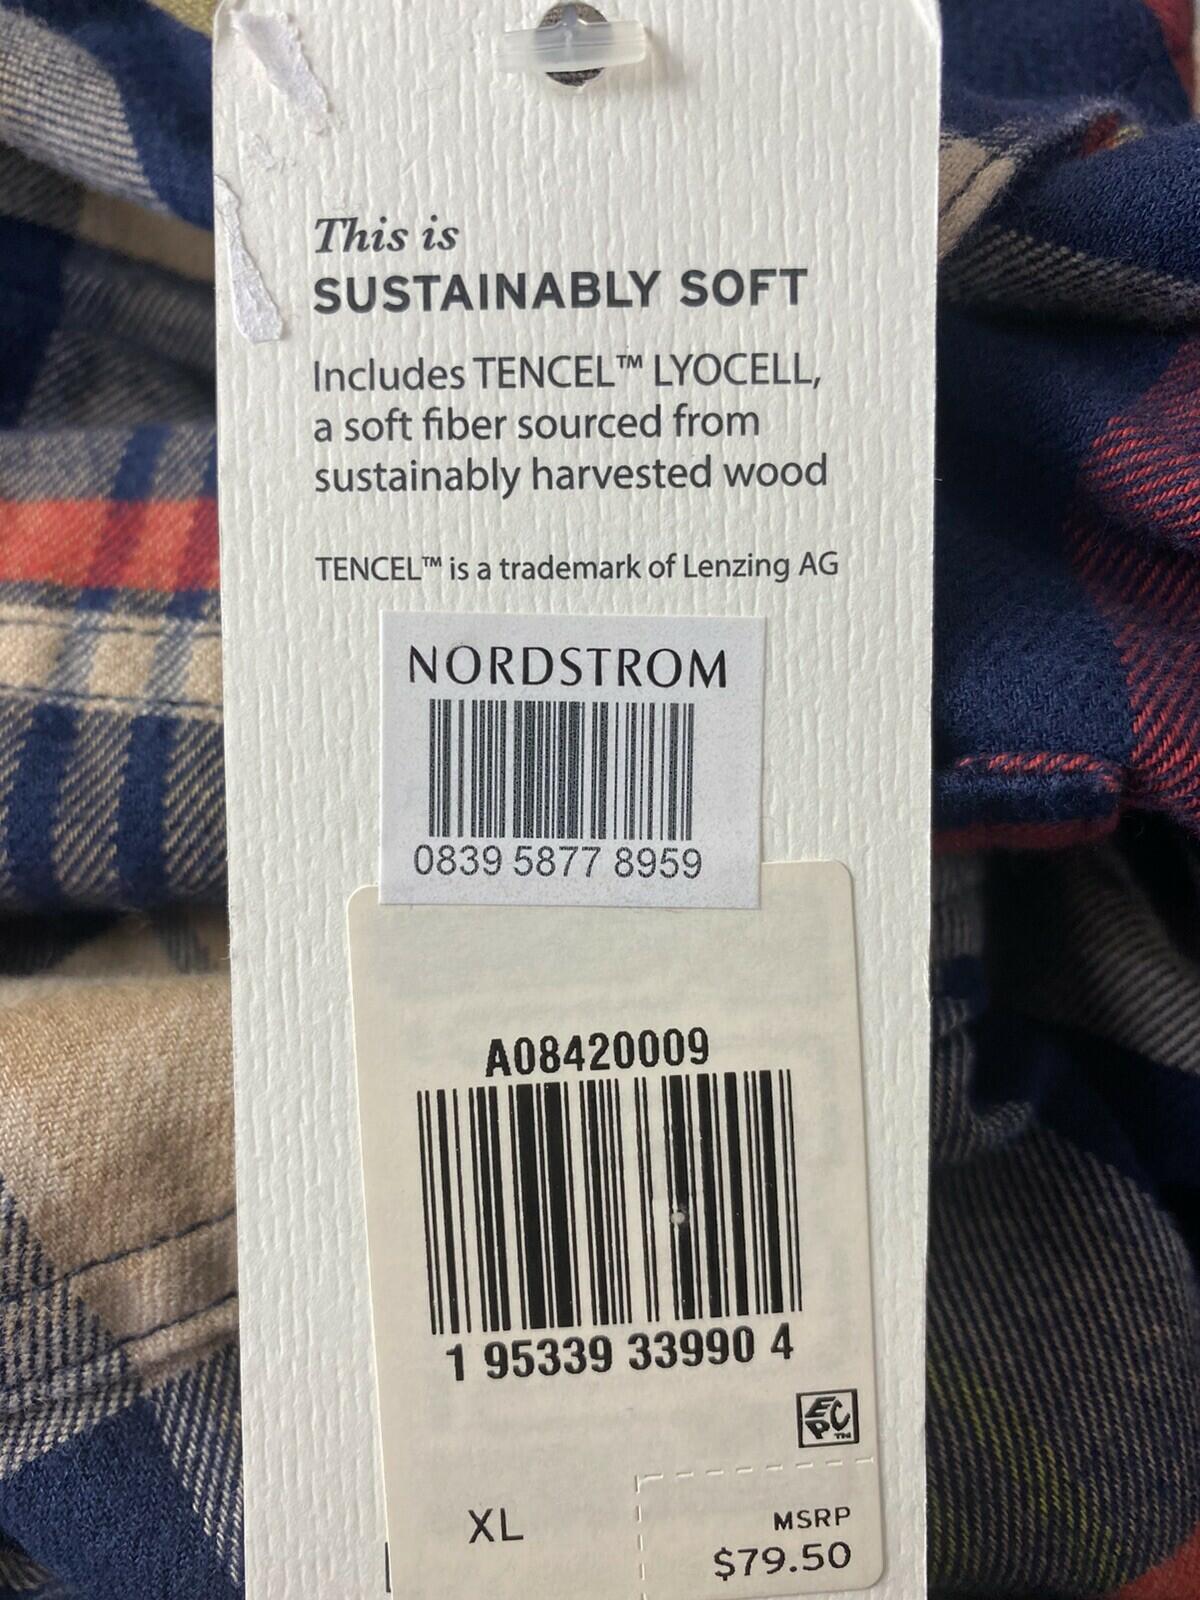 This is
SUSTAINABLY SOFT
Includes TENCEL™ LYOCELL,
a soft fiber sourced from
sustainably harvested wood
TENCEL™ is a trademark of Lenzing AG
NORDSTROM
0839 5877 8959
A08420009
1 95339 33990 4
EPC™
XL
MSRP
$79.50